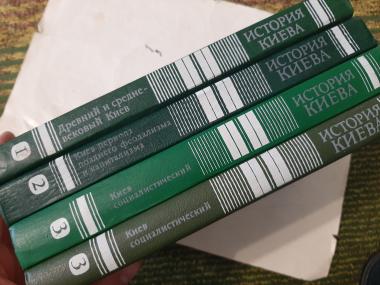 1
Древний и средне-
вековый Киев
ИСТОРИЯ
КИЕВА
2
Киев периода
позднего феодализма
и капитализма
ИСТОРИЯ
КИЕВА
3
Киев
социалистический
ИСТОРИЯ
КИЕВА
3
Киев
социалистический
ИСТОРИЯ
КИЕВА